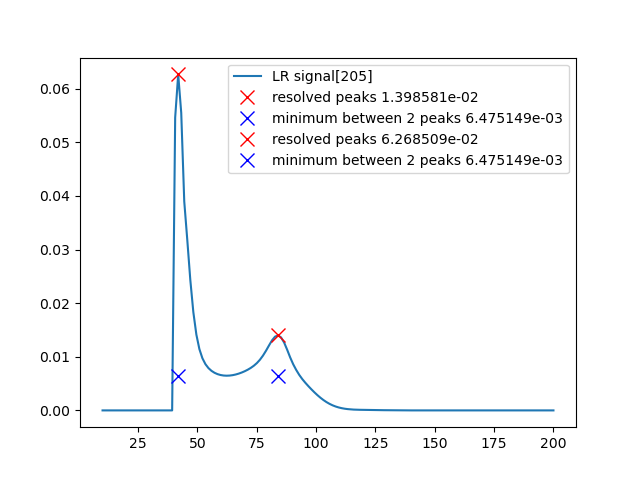 LR signal[205]
resolved peaks 1.398581e-02
minimum between 2 peaks 6.475149e-03
resolved peaks 6.268509e-02
minimum between 2 peaks 6.475149e-03
0.06
0.05
0.04
0.03
0.02
0.01
0.00
25 50 75 100 125 150 175 200